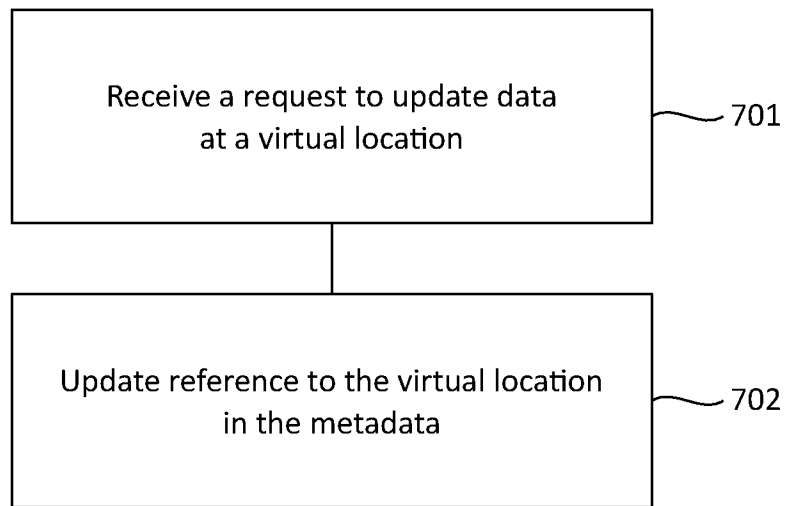 Receive a request to update data
at a virtual location
701
Update reference to the virtual location
in the metadata
702